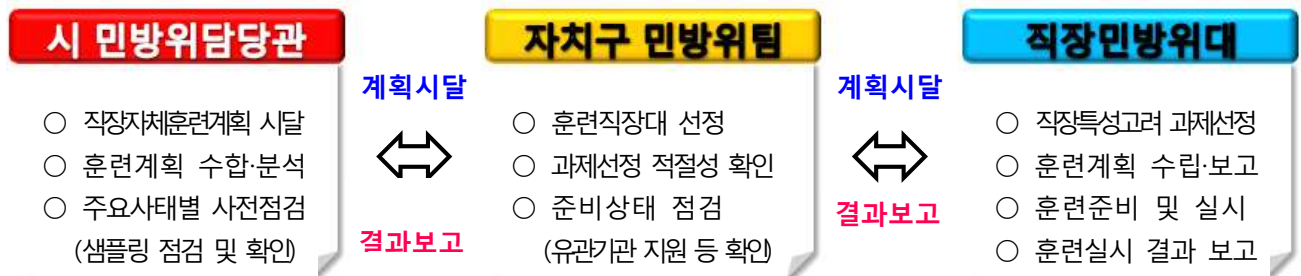 시 민방위담당관
○ 직장자체훈련계획 시달
○ 훈련계획 수합·분석
○ 주요사태별 사전점검
(샘플링 점검 및 확인)
계획시달
결과보고
자치구 민방위팀
○ 훈련직장대 선정
○ 과제선정 적절성 확인
○ 준비상태 점검
(유관기관 지원 등 확인)
계획시달
결과보고
직장민방위대
○ 직장특성고려 과제선정
○ 훈련계획 수립·보고
○ 훈련준비 및 실시
○ 훈련실시 결과 보고